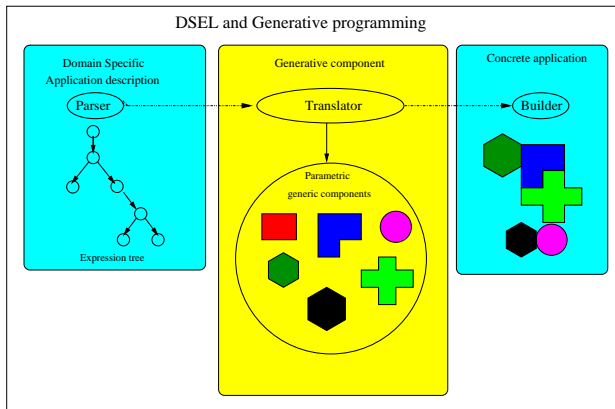 DSEL and Generative programming
Domain Specific
Application description
Parser
Expression tree
Generative component
Translator
Parametric
generic components
Concrete application
Builder